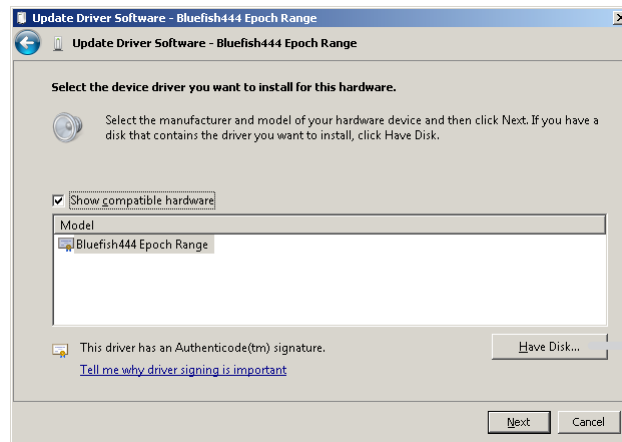 Update Driver Software - Bluefish444 Epoch Range
Update Driver Software - Bluefish444 Epoch Range
Select the device driver you want to install for this hardware.
Select the manufacturer and model of your hardware device and then click Next. If you have a
disk that contains the driver you want to install, click Have Disk.
Show compatible hardware
Model
Bluefish444 Epoch Range
This driver has an Authenticode(tm) signature.
Have Disk...
Tell me why driver signing is important
Next Cancel